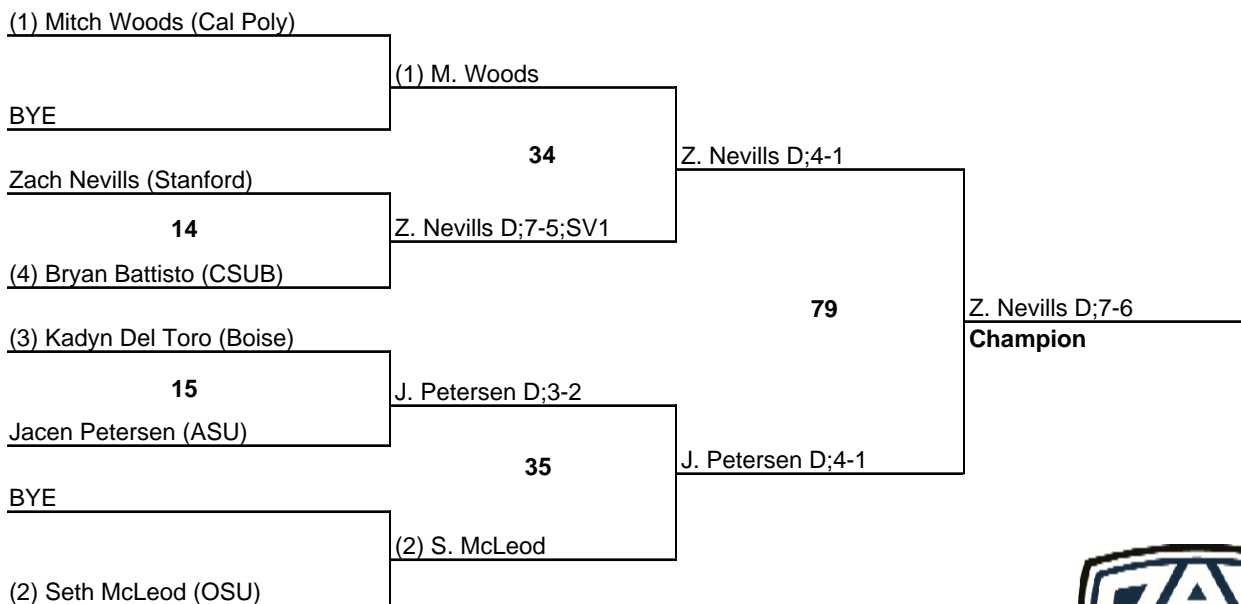 (1) Mitch Woods (Cal Poly)
(1) M. Woods
BYE
34
Z. Nevills D;4-1
Zach Nevills (Stanford)
14
Z. Nevills D;7-5;SV1
(4) Bryan Battisto (CSUB)
79
Z. Nevills D;7-6
Champion
(3) Kadyn Del Toro (Boise)
15
J. Petersen D;3-2
Jacen Petersen (ASU)
35
J. Petersen D;4-1
BYE
(2) S. McLeod
(2) Seth McLeod (OSU)